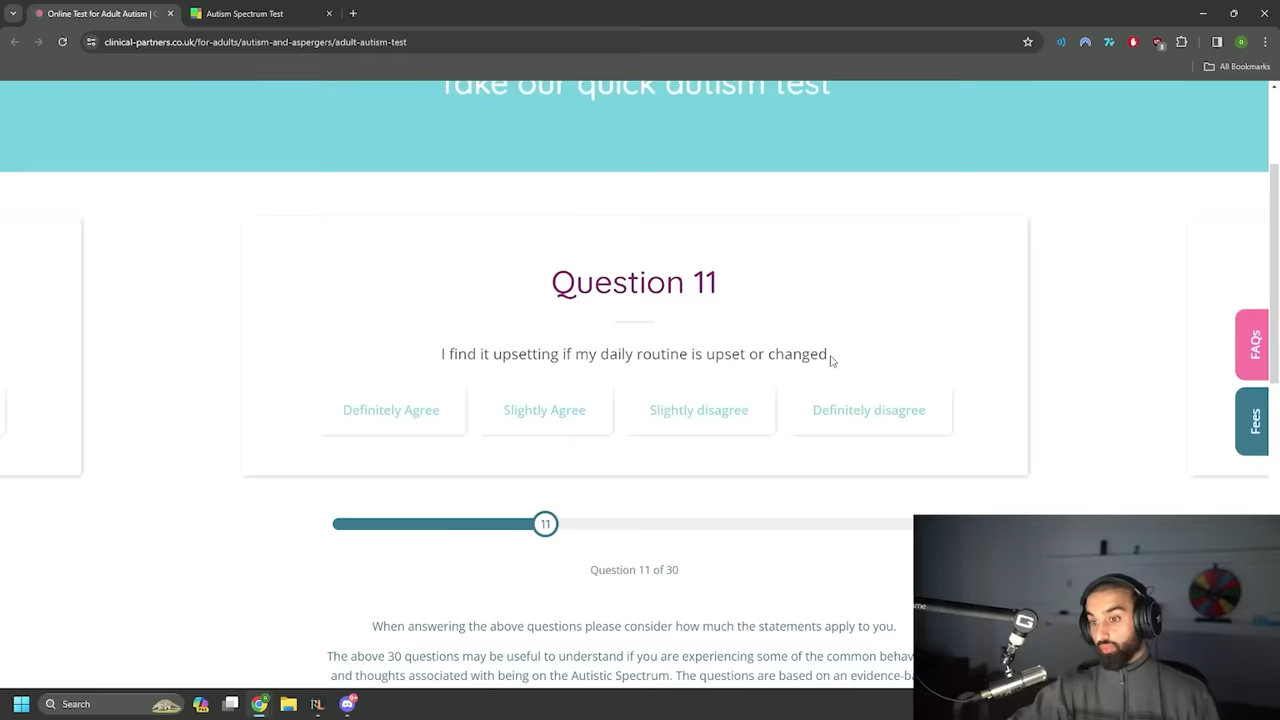 Online Test for Adult Autism | C
Autism Spectrum Test
clinical-partners.co.uk/for-adults/autism-and-aspergers/adult-autism-test
3
All Bookmarks
Take our quick autism test
Question 11
I find it upsetting if my daily routine is upset or changed
Definitely Agree
Slightly Agree
Slightly disagree
Definitely disagree
FAQs
Fees
11
Question 11 of 30
When answering the above questions please consider how much the statements apply to you.
The above 30 questions may be useful to understand if you are experiencing some of the common behav
and thoughts associated with being on the Autistic Spectrum. The questions are based on an evidence-ba
G
Search